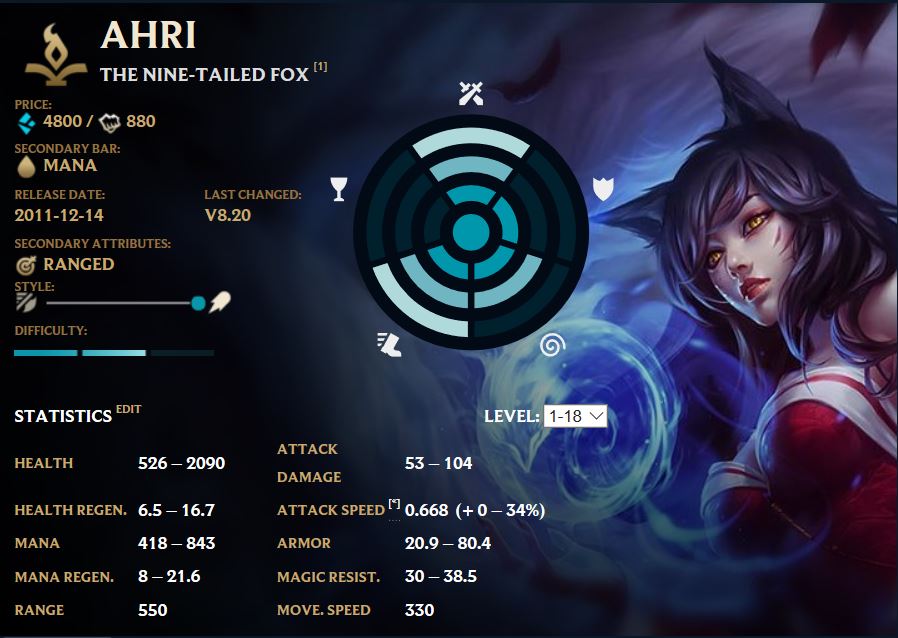 AHRI
THE NINE-TAILED FOX [1]
PRICE:
4800 / 880
SECONDARY BAR:
MANA
RELEASE DATE: LAST CHANGED:
2011-12-14 V8.20
SECONDARY ATTRIBUTES:
RANGED
STYLE:
DIFFICULTY:
STATISTICS EDIT LEVEL: 1-18
HEALTH 526 – 2090 ATTACK DAMAGE 53 – 104
HEALTH REGEN. 6.5 – 16.7 ATTACK SPEED [*] 0.668 (+ 0 – 34%)
MANA 418 – 843 ARMOR 20.9 – 80.4
MANA REGEN. 8 – 21.6 MAGIC RESIST. 30 – 38.5
RANGE 550 MOVE. SPEED 330